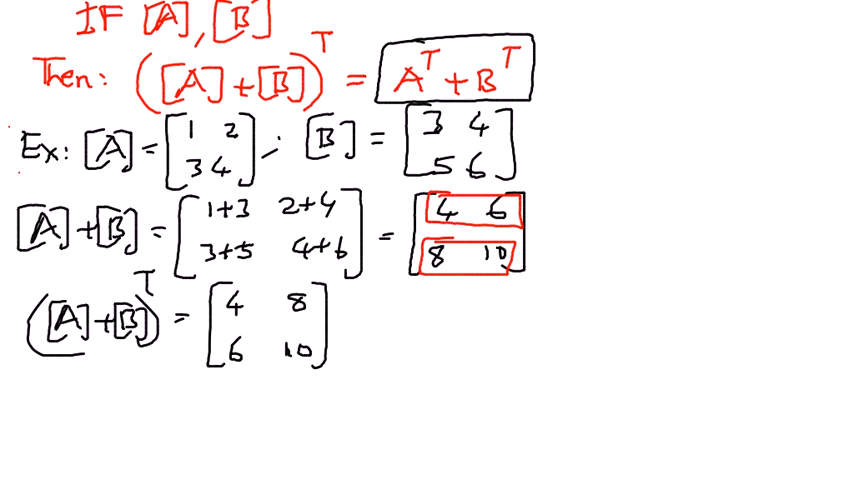 IF [A], [B]
Then: ([A]+[B])^T = A^T + B^T
Ex: [A] = [1 2; 3 4] ; [B] = [3 4; 5 6]
[A]+[B] = [1+3 2+4; 3+5 4+6] = [4 6; 8 10]
([A]+[B])^T = [4 8; 6 10]